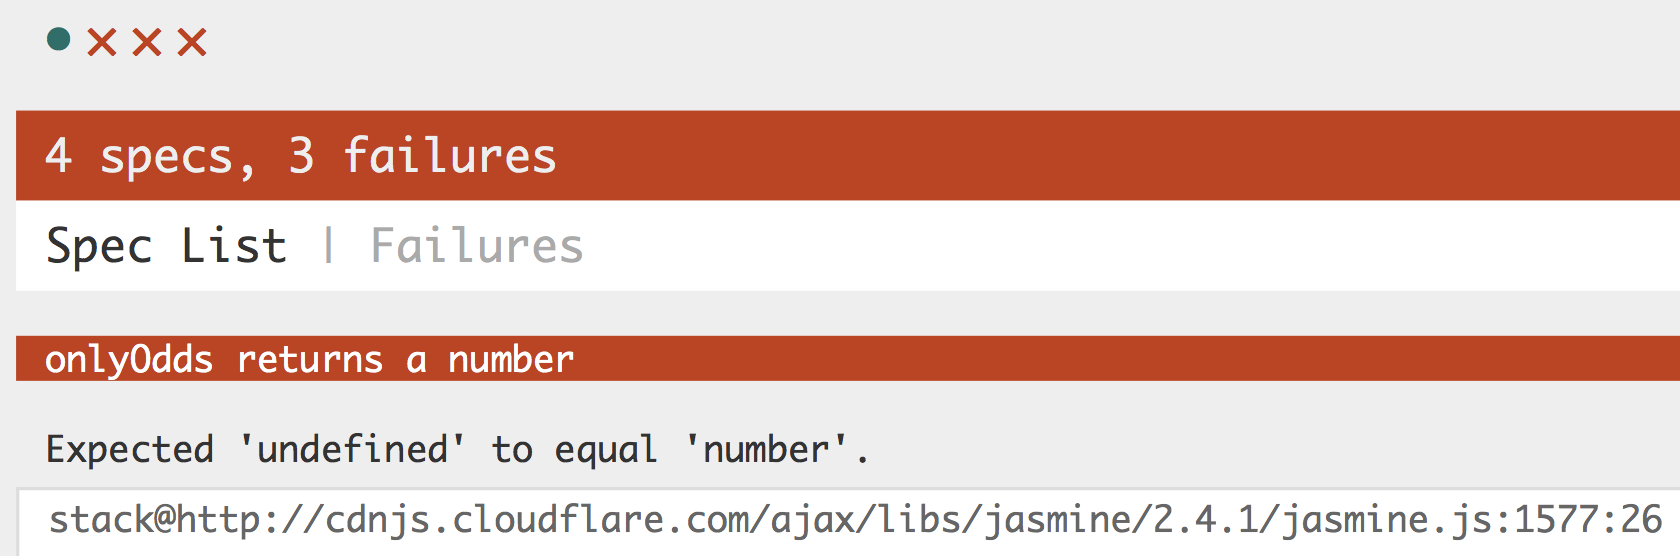 4 specs, 3 failures
Spec List | Failures
onlyOdds returns a number
Expected 'undefined' to equal 'number'.
stack@http://cdnjs.cloudflare.com/ajax/libs/jasmine/2.4.1/jasmine.js:1577:26